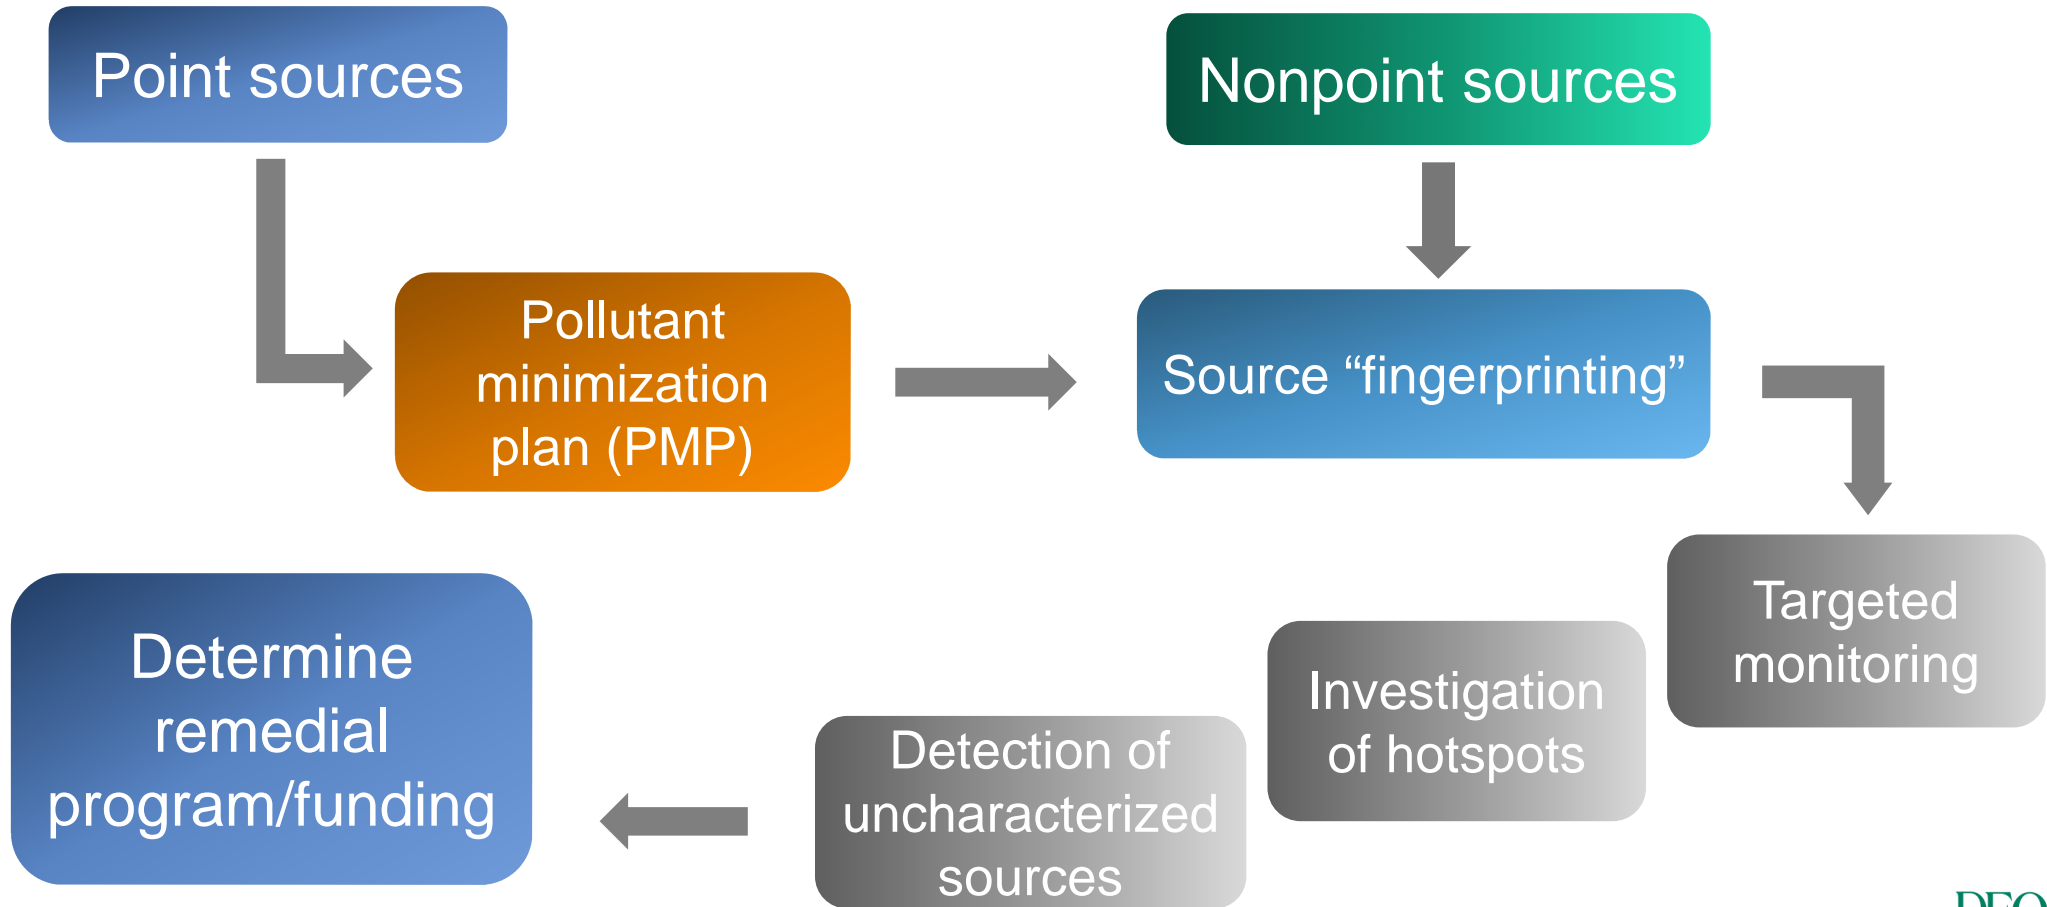 Point sources
Nonpoint sources
Pollutant
minimization
plan (PMP)
Source “fingerprinting”
Targeted
monitoring
Investigation
of hotspots
Detection of
uncharacterized
sources
Determine
remedial
program/funding